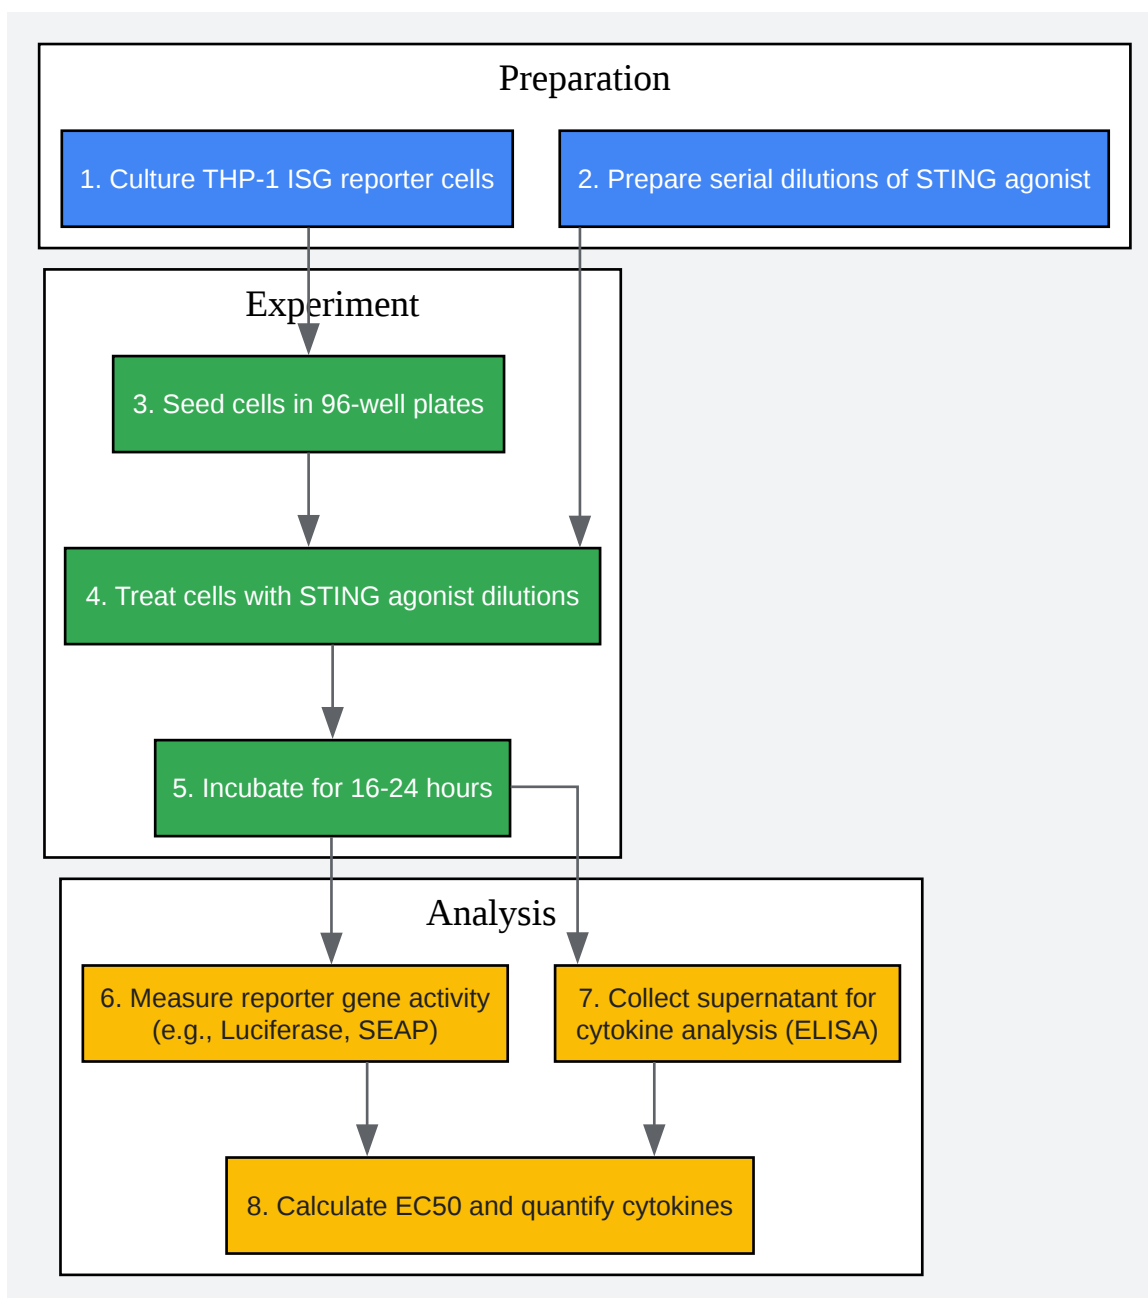 Preparation
1. Culture THP-1 ISG reporter cells
2. Prepare serial dilutions of STING agonist
Experiment
3. Seed cells in 96-well plates
4. Treat cells with STING agonist dilutions
5. Incubate for 16-24 hours
Analysis
6. Measure reporter gene activity
(e.g., Luciferase, SEAP)
7. Collect supernatant for
cytokine analysis (ELISA)
8. Calculate EC50 and quantify cytokines